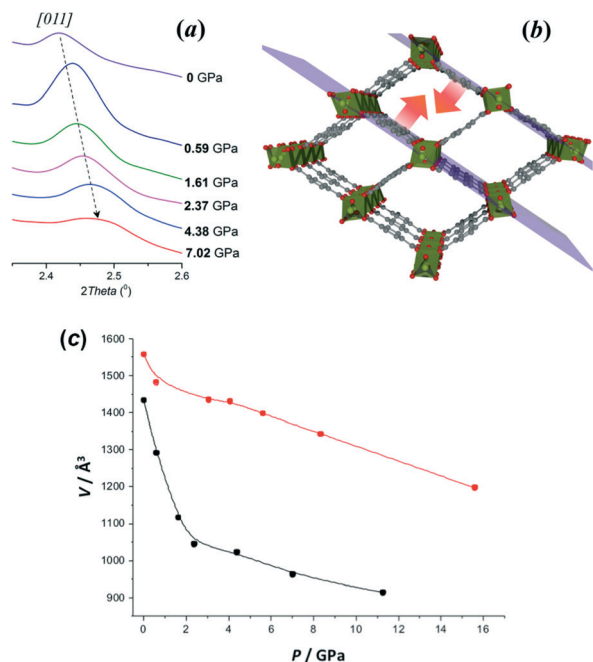 [011]
(a)
0 GPa
0.59 GPa
1.61 GPa
2.37 GPa
4.38 GPa
7.02 GPa
2.4
2.5
2.6
2Theta (⁰)
(b)
(c)
1600
1500
1400
1300
1200
1100
1000
900
V / Å³
0
2
4
6
8
10
12
14
16
P / GPa